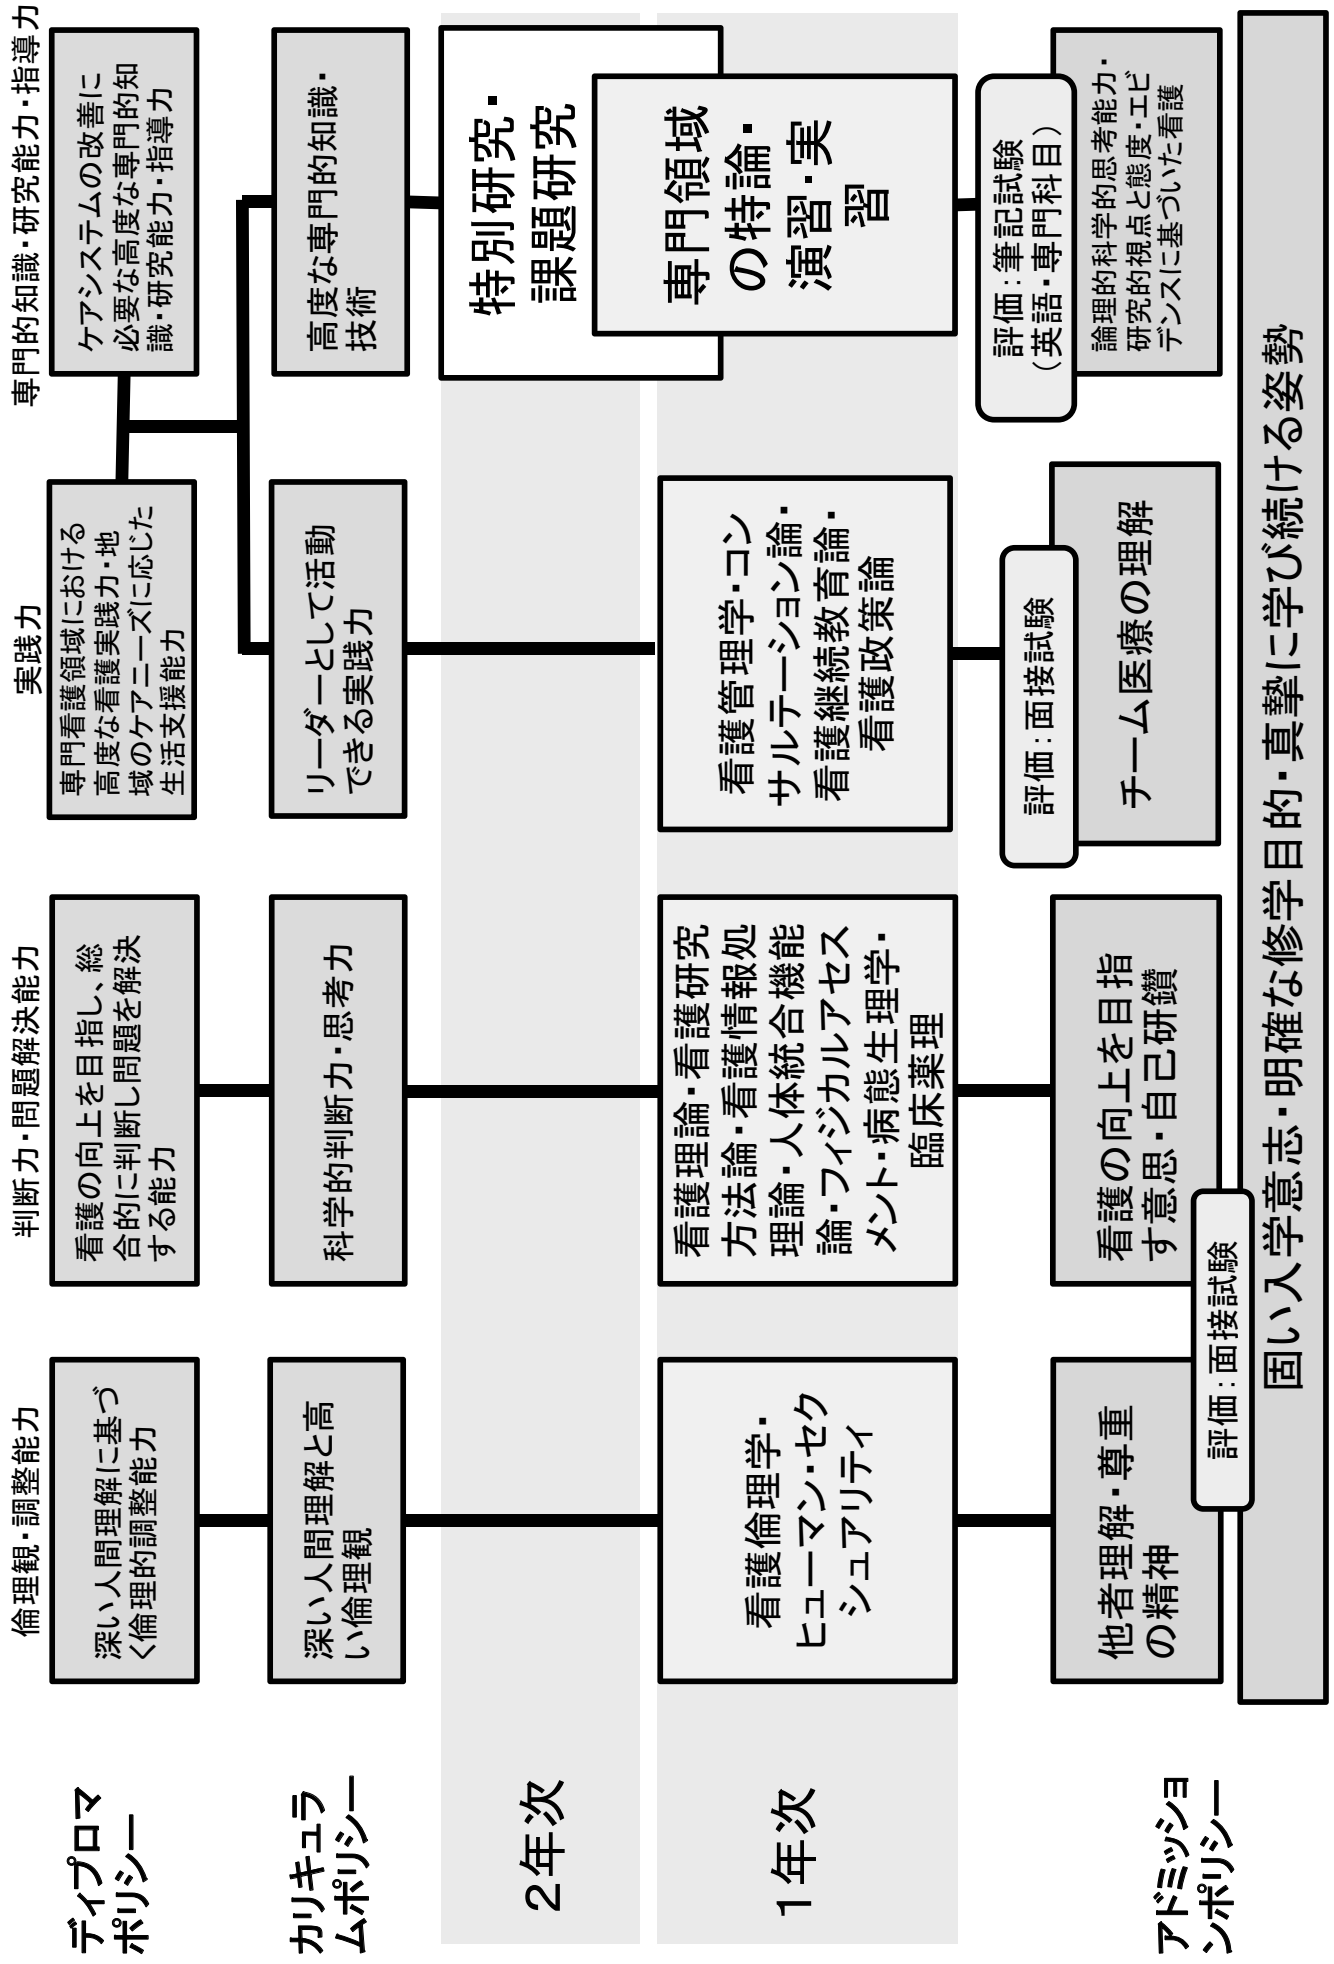 倫理観・調整能力
判断力・問題解決能力
実践力
専門的知識・研究能力・指導力
ディプロマ
ポリシー
深い人間理解に基づ
く倫理的調整能力
看護の向上を目指し、総
合的に判断し問題を解決
する能力
専門看護領域における
高度な看護実践力・地
域のケアニーズに応じた
生活支援能力
ケアシステムの改善に
必要な高度な専門的知
識・研究能力・指導力
カリキュラ
ムポリシー
深い人間理解と高
い倫理観
科学的判断力・思考力
リーダーとして活動
できる実践力
高度な専門的知識・
技術
2年次
特別研究・
課題研究
1年次
看護倫理学・
ヒューマン・セク
シュアリティ
看護理論・看護研究
方法論・看護情報処
理論・人体統合機能
論・フィジカルアセス
メント・病態生理学・
臨床薬理
看護管理学・コン
サルテーション論・
看護継続教育論・
看護政策論
専門領域
の特論・
演習・実
習
アドミッショ
ンポリシー
他者理解・尊重
の精神
看護の向上を目指
す意思・自己研鑽
評価：面接試験
チーム医療の理解
評価：面接試験
評価：筆記試験
（英語・専門科目）
論理的科学的思考能力・
研究的視点と態度・エビ
デンスに基づいた看護
固い入学意志・明確な修学目的・真摯に学び続ける姿勢